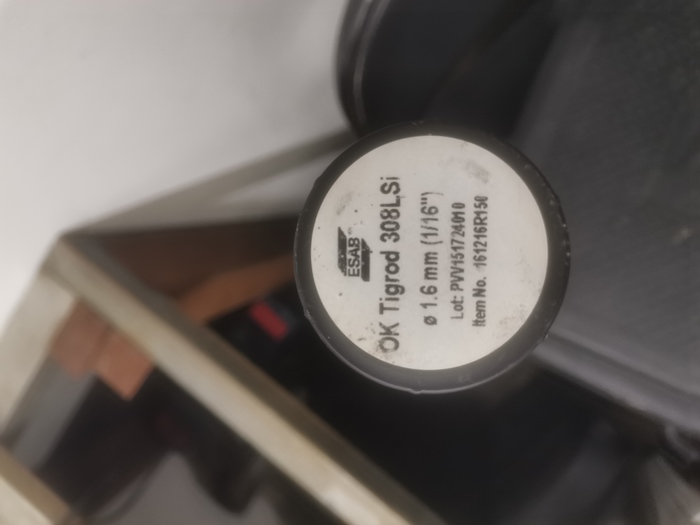 ESAB
OK Tigrod 308LSi
ø 1.6 mm (1/16")
Lot: PVV151724010
Item No. 161216R150